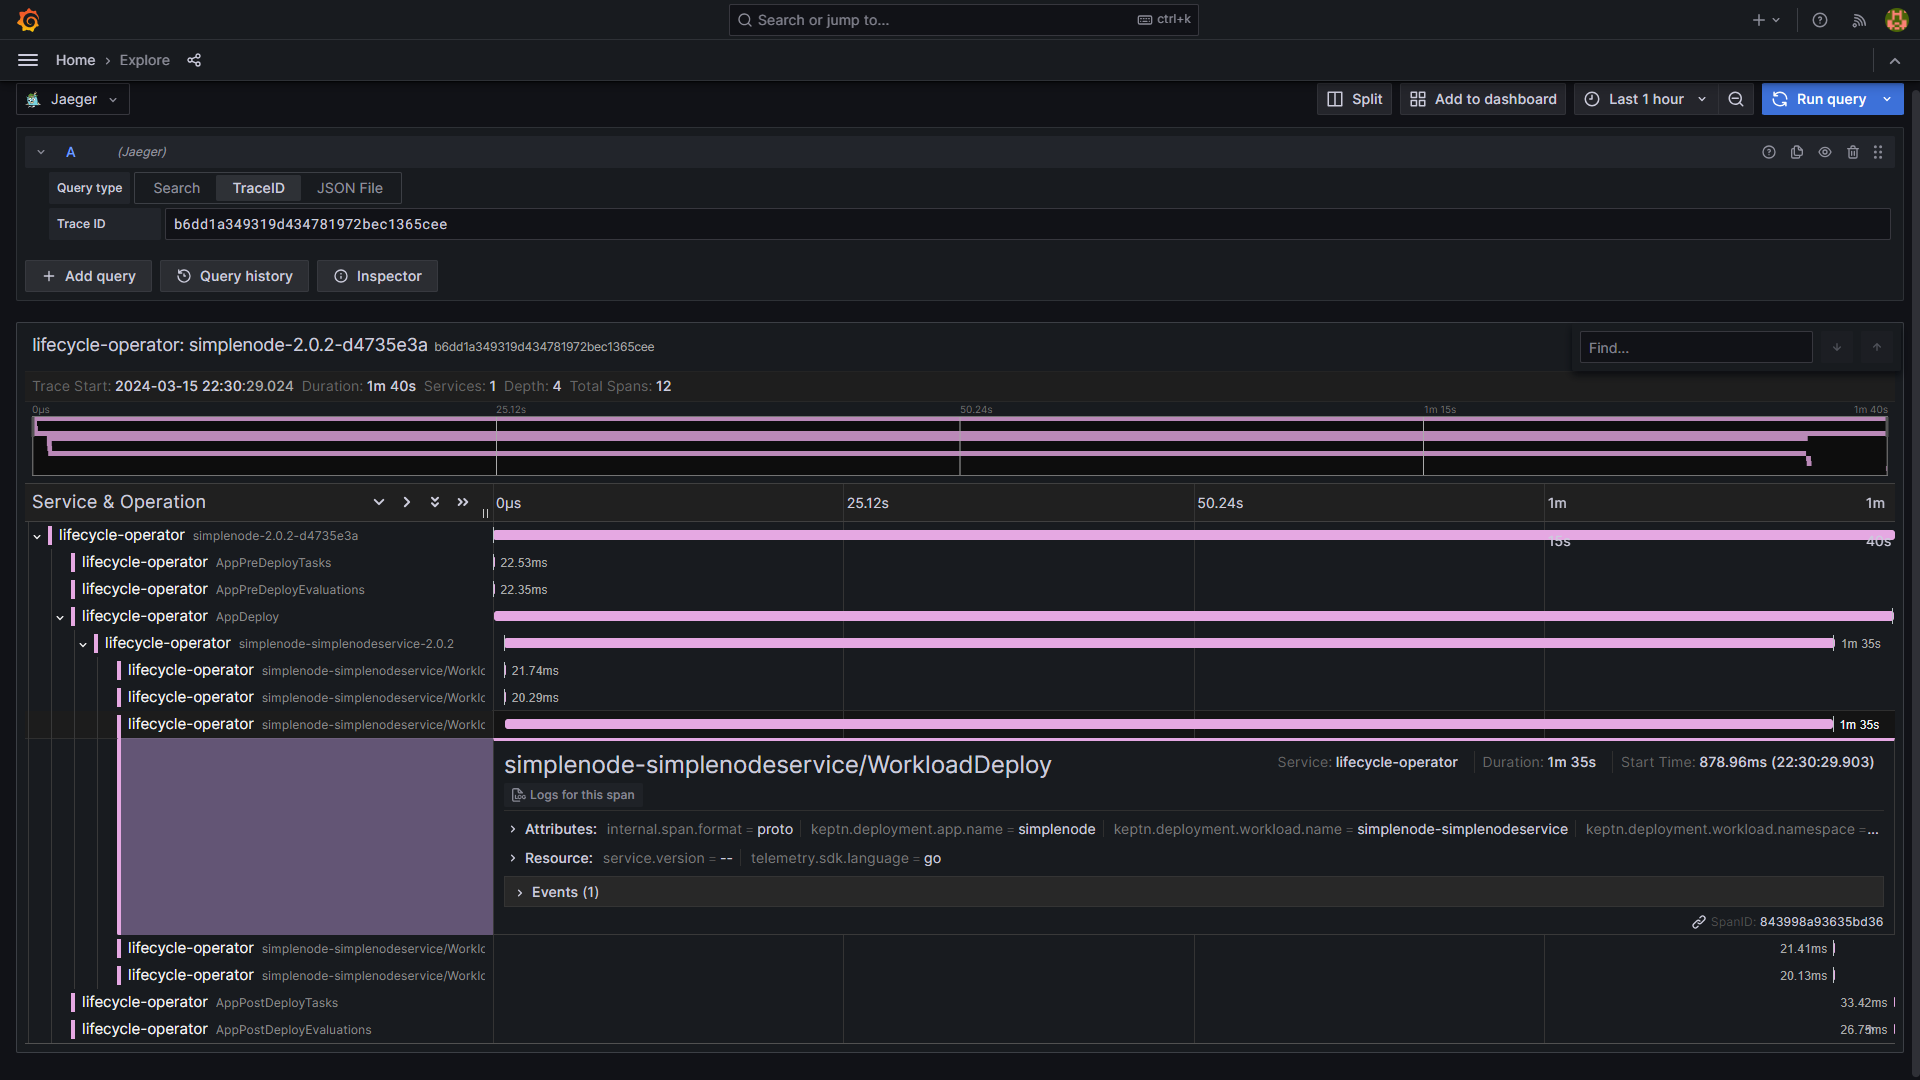 Search or jump to... ctrl+k
Home › Explore
Jaeger Split Add to dashboard Last 1 hour Run query
A (Jaeger)
Query type Search TraceID JSON File
Trace ID b6dd1a349319d434781972bec1365cee
Add query Query history Inspector
lifecycle-operator: simplenode-2.0.2-d4735e3a b6dd1a349319d434781972bec1365cee Find...
Trace Start: 2024-03-15 22:30:29.024 Duration: 1m 40s Services: 1 Depth: 4 Total Spans: 12
0μs 25.12s 50.24s 1m 15s 1m 40s
Service & Operation 0μs 25.12s 50.24s 1m 15s 1m 40s
lifecycle-operator simplenode-2.0.2-d4735e3a
lifecycle-operator AppPreDeployTasks 22.53ms
lifecycle-operator AppPreDeployEvaluations 22.35ms
lifecycle-operator AppDeploy
lifecycle-operator simplenode-simplenodeservice-2.0.2 1m 35s
lifecycle-operator simplenode-simplenodeservice/Worklc 21.74ms
lifecycle-operator simplenode-simplenodeservice/Worklc 20.29ms
lifecycle-operator simplenode-simplenodeservice/Worklc 1m 35s
simplenode-simplenodeservice/WorkloadDeploy Service: lifecycle-operator Duration: 1m 35s Start Time: 878.96ms (22:30:29.903)
Logs for this span
Attributes: internal.span.format = proto keptn.deployment.app.name = simplenode keptn.deployment.workload.name = simplenode-simplenodeservice keptn.deployment.workload.namespace =...
Resource: service.version = -- telemetry.sdk.language = go
Events (1)
SpanID: 843998a93635bd36
lifecycle-operator simplenode-simplenodeservice/Worklc 21.41ms
lifecycle-operator simplenode-simplenodeservice/Worklc 20.13ms
lifecycle-operator AppPostDeployTasks 33.42ms
lifecycle-operator AppPostDeployEvaluations